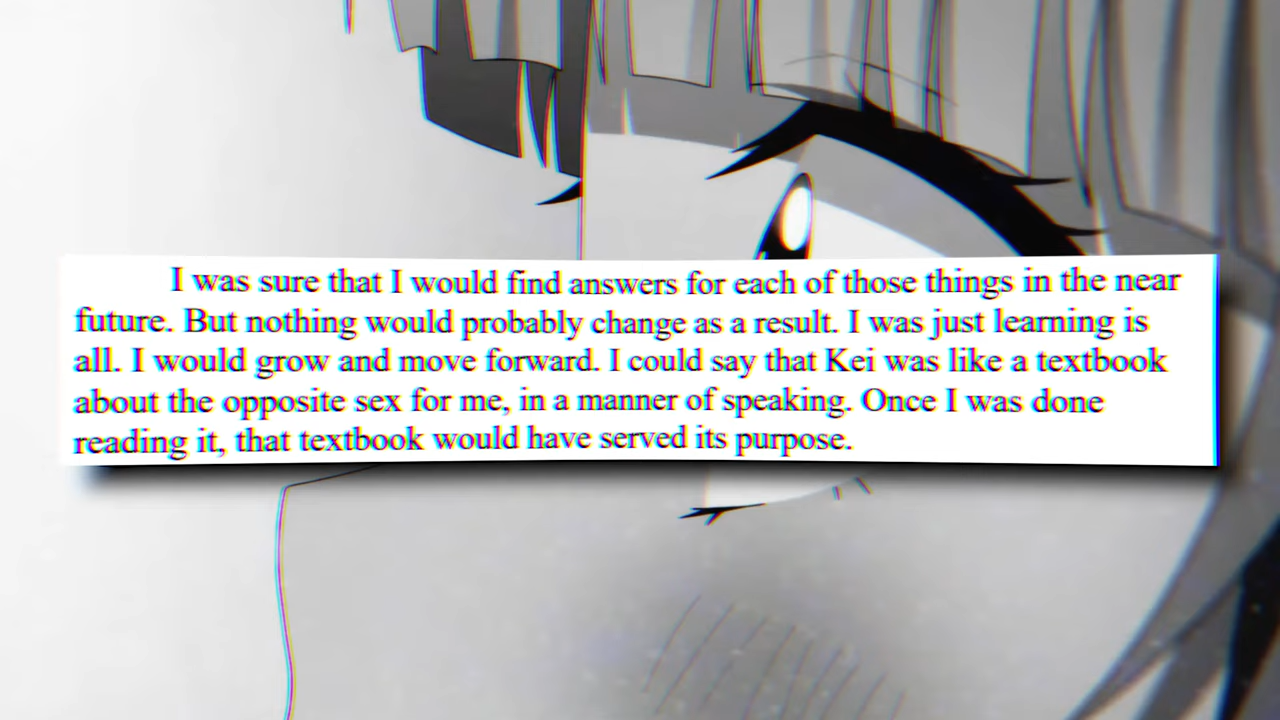 I was sure that I would find answers for each of those things in the near
future. But nothing would probably change as a result. I was just learning is
all. I would grow and move forward. I could say that Kei was like a textbook
about the opposite sex for me, in a manner of speaking. Once I was done
reading it, that textbook would have served its purpose.